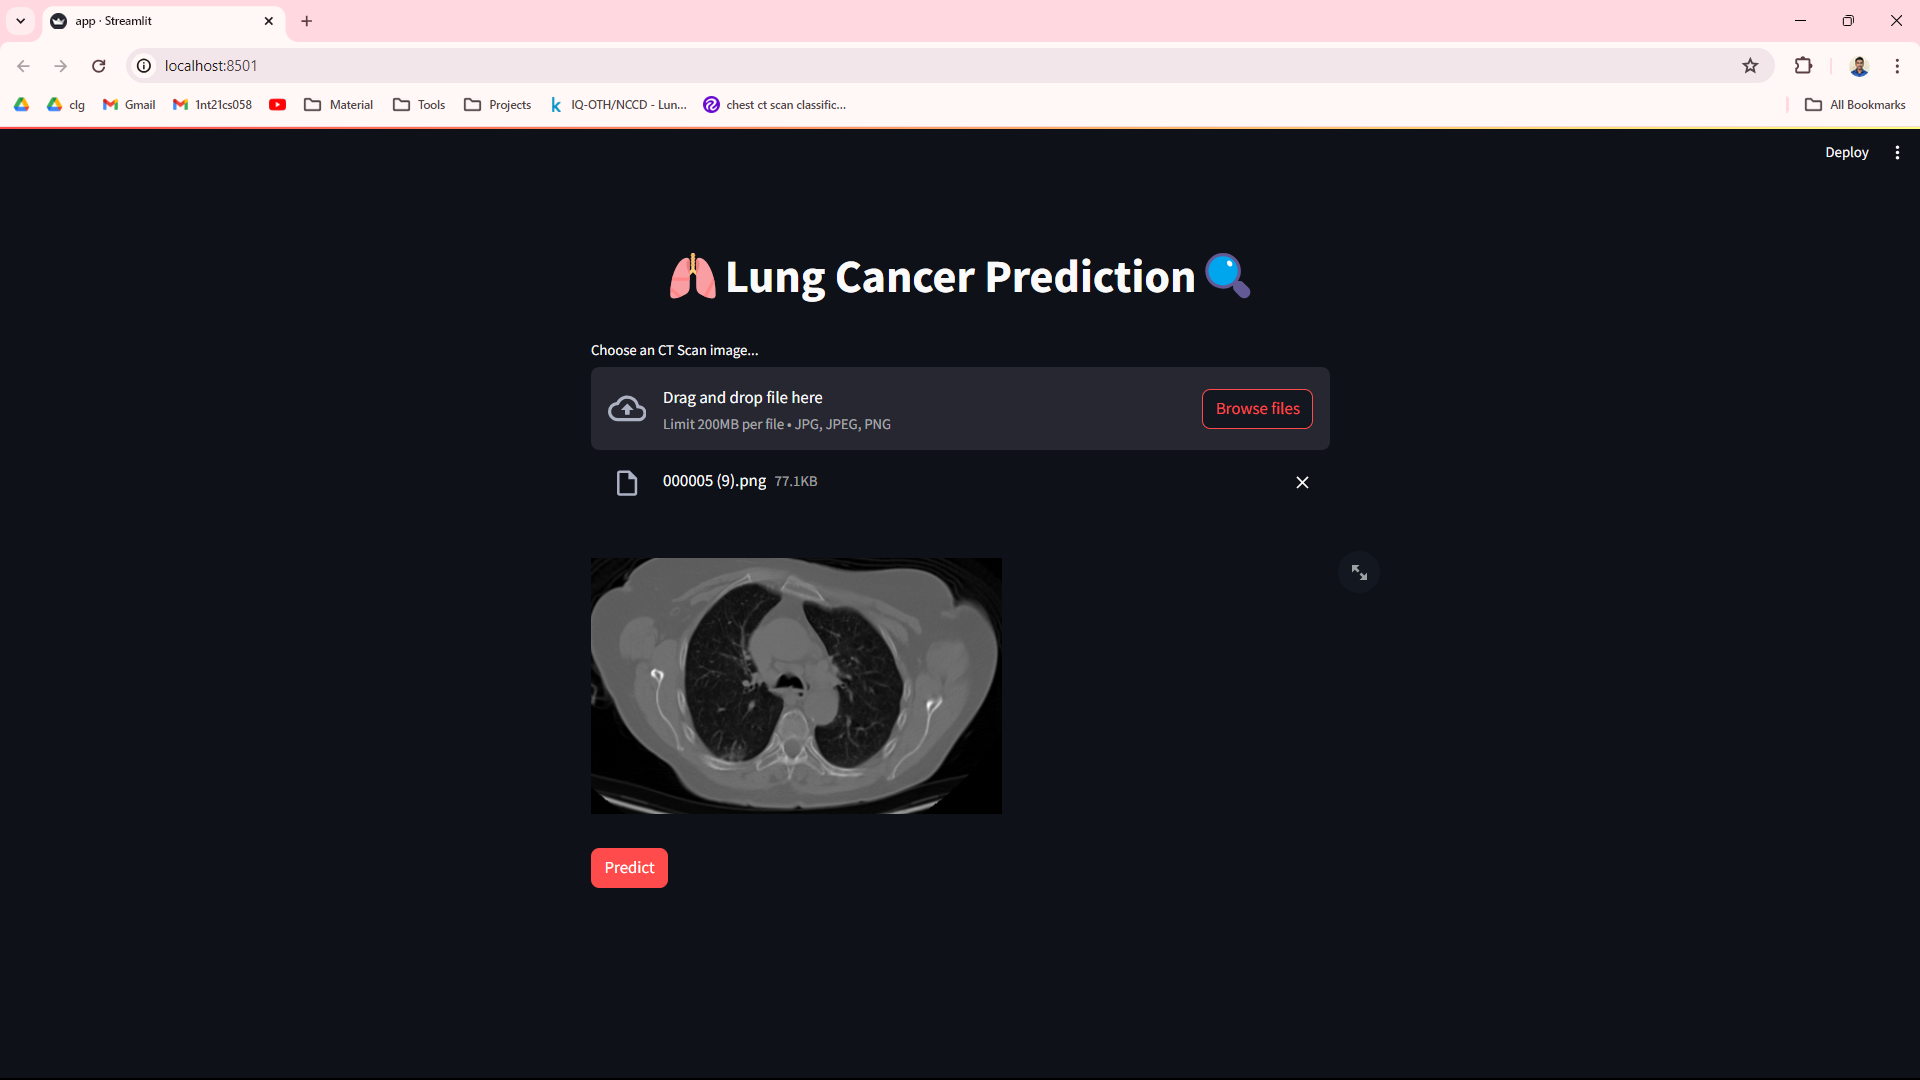 app · Streamlit
localhost:8501
clg
Gmail
1nt21cs058
Material
Tools
Projects
IQ-OTH/NCCD - Lun...
chest ct scan classific...
All Bookmarks
Deploy
Lung Cancer Prediction
Choose an CT Scan image...
Drag and drop file here
Browse files
Limit 200MB per file • JPG, JPEG, PNG
000005 (9).png 77.1KB
Predict